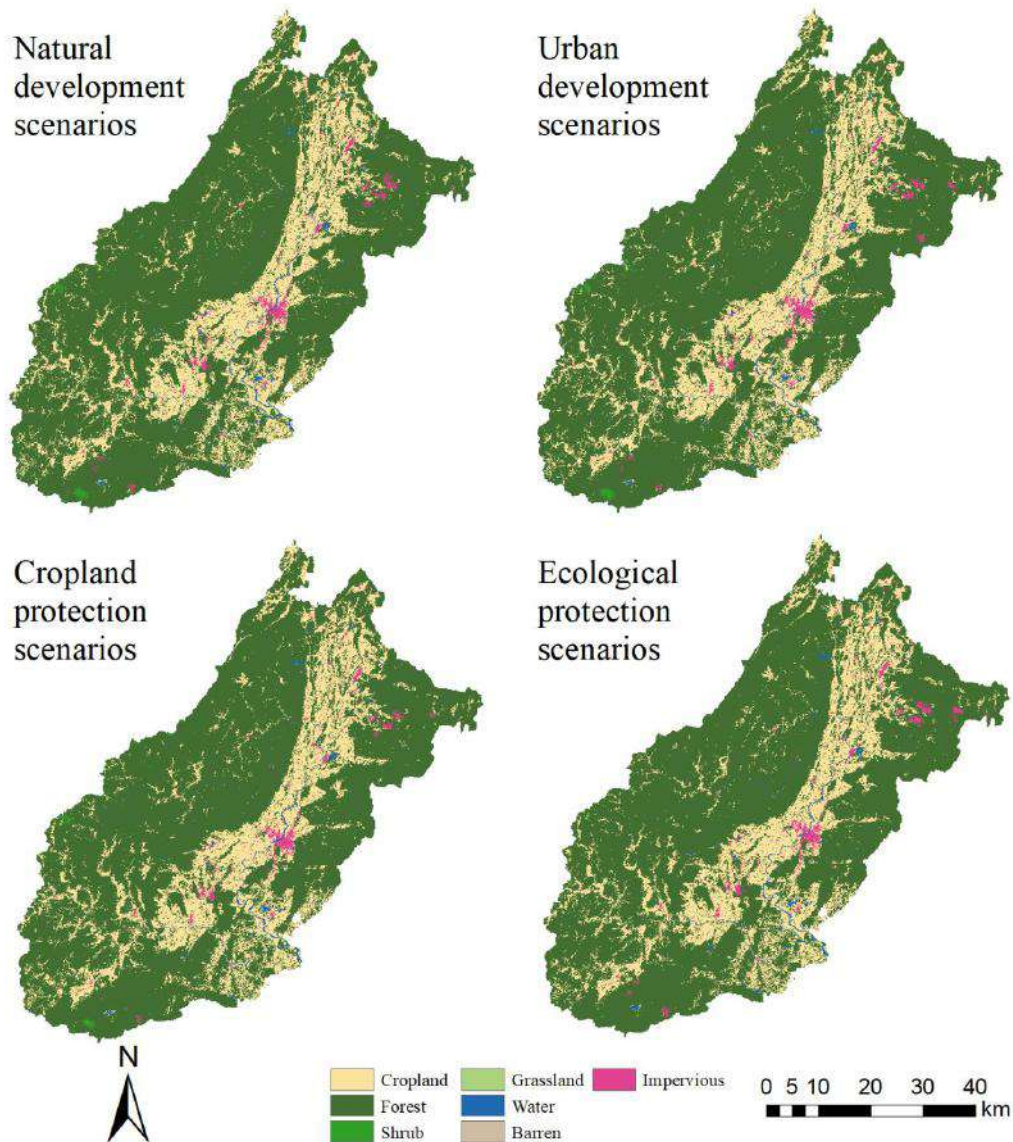 Natural
development
scenarios
Urban
development
scenarios
Cropland
protection
scenarios
Ecological
protection
scenarios
N
Cropland
Grassland
Impervious
Forest
Water
Shrub
Barren
0 5 10 20 30 40
km